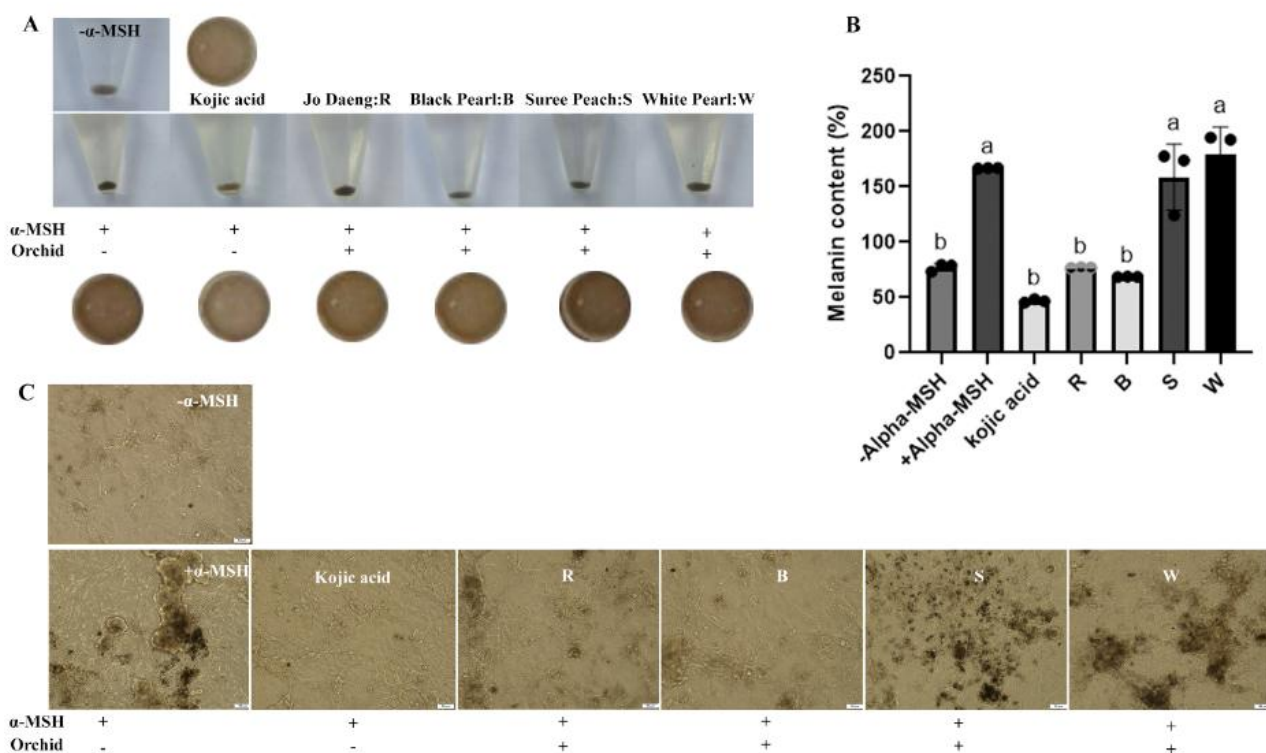 A
-α-MSH
Kojic acid Jo Daeng:R Black Pearl:B Suree Peach:S White Pearl:W
α-MSH + + + + + +
Orchid - - + + + +
B
Melanin content (%)
250
200
150
100
50
0
b a b b b a a
-Alpha-MSH +Alpha-MSH kojic acid R B S W
C
-α-MSH
+α-MSH Kojic acid R B S W
α-MSH + + + + + +
Orchid - - + + + +